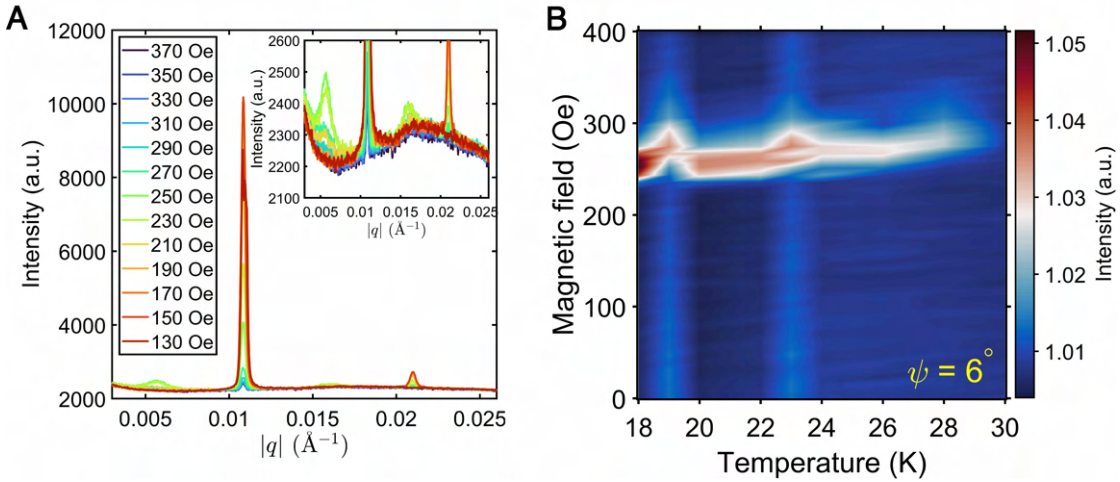 A
12000
10000
8000
6000
4000
2000
Intensity (a.u.)
370 Oe
350 Oe
330 Oe
310 Oe
290 Oe
270 Oe
250 Oe
230 Oe
210 Oe
190 Oe
170 Oe
150 Oe
130 Oe
2600
2500
2400
2300
2200
2100
Intensity (a.u.)
0.005 0.01 0.015 0.02 0.025
|q| (Å⁻¹)
0.005 0.01 0.015 0.02 0.025
|q| (Å⁻¹)
B
400
300
200
100
0
Magnetic field (Oe)
ψ = 6°
18 20 22 24 26 28 30
Temperature (K)
1.05
1.04
1.03
1.02
1.01
Intensity (a.u.)